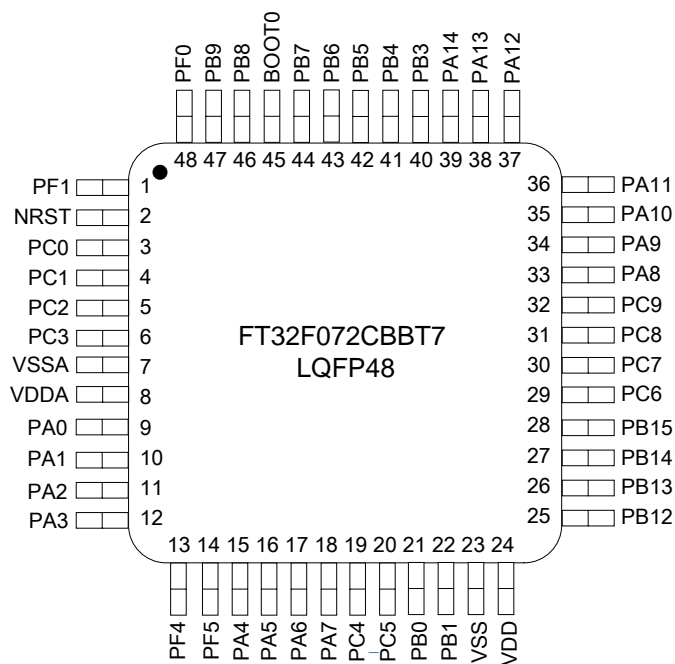 PF0 PB9 PB8 BOOT0 PB7 PB6 PB5 PB4 PB3 PA14 PA13 PA12
48 47 46 45 44 43 42 41 40 39 38 37
PF1 1 36 PA11
NRST 2 35 PA10
PC0 3 34 PA9
PC1 4 33 PA8
PC2 5 32 PC9
PC3 6 31 PC8
VSSA 7 30 PC7
VDDA 8 29 PC6
PA0 9 28 PB15
PA1 10 27 PB14
PA2 11 26 PB13
PA3 12 25 PB12
FT32F072CBBT7
LQFP48
13 14 15 16 17 18 19 20 21 22 23 24
PF4 PF5 PA4 PA5 PA6 PA7 PC4 PC5 PB0 PB1 VSS VDD